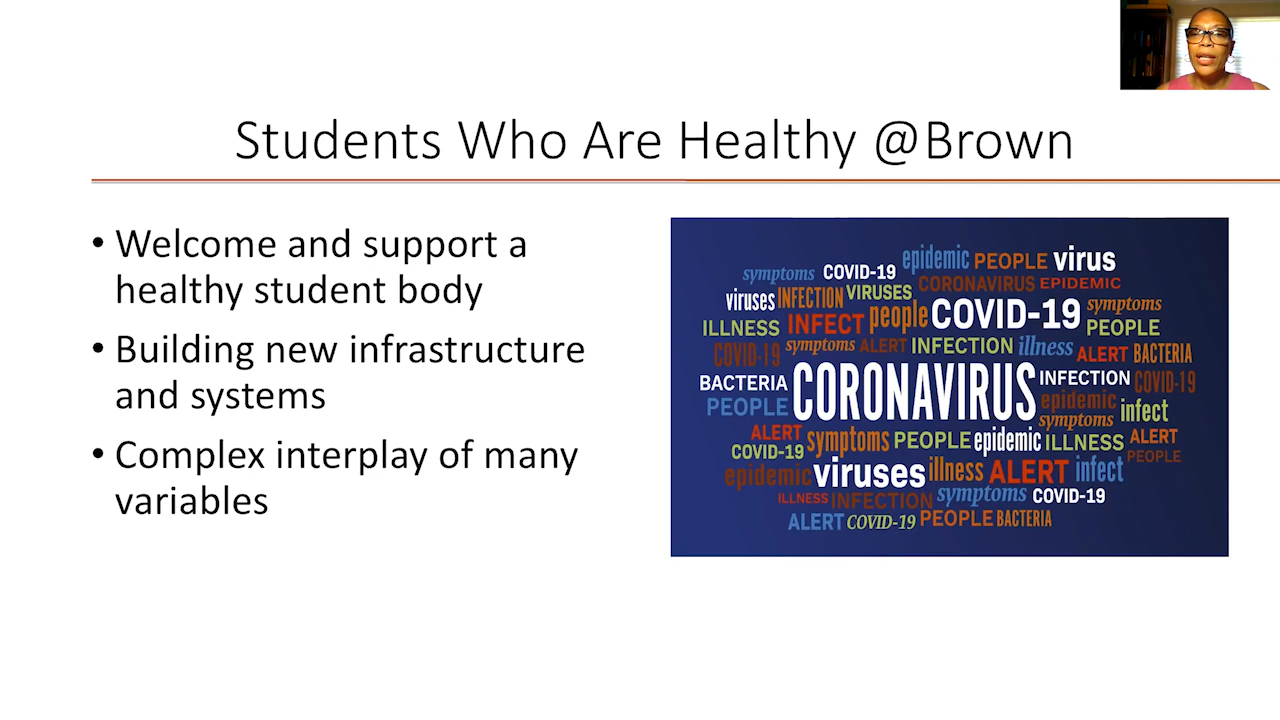 Students Who Are Healthy @Brown
• Welcome and support a
healthy student body
• Building new infrastructure
and systems
• Complex interplay of many
variables
symptoms COVID-19 epidemic PEOPLE virus
viruses INFECTION VIRUSES CORONAVIRUS EPIDEMIC
ILLNESS INFECT people COVID-19 symptoms PEOPLE
COVID-19 symptoms ALERT INFECTION illness ALERT BACTERIA
BACTERIA CORONAVIRUS INFECTION COVID-19
PEOPLE epidemic symptoms infect
ALERT symptoms PEOPLE epidemic ILLNESS ALERT
COVID-19 PEOPLE
epidemic viruses illness ALERT infect
ILLNESS INFECTION symptoms COVID-19
ALERT COVID-19 PEOPLE BACTERIA